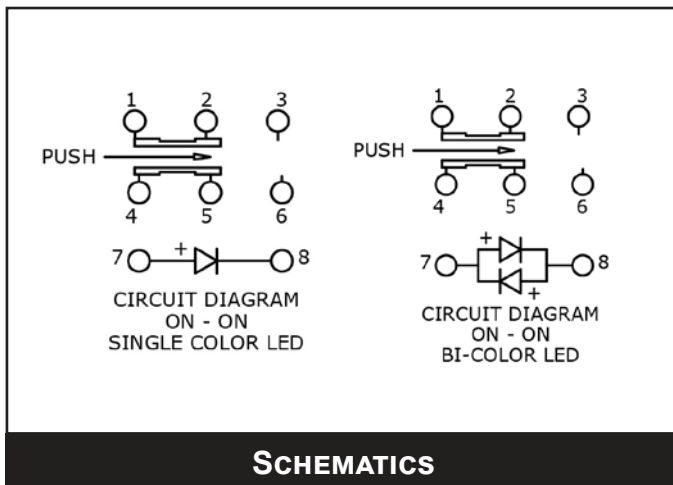 1 2 3
PUSH
4 5 6
7 + 8
CIRCUIT DIAGRAM
ON - ON
SINGLE COLOR LED
1 2 3
PUSH
4 5 6
+
7 8
+
CIRCUIT DIAGRAM
ON - ON
BI-COLOR LED
SCHEMATICS